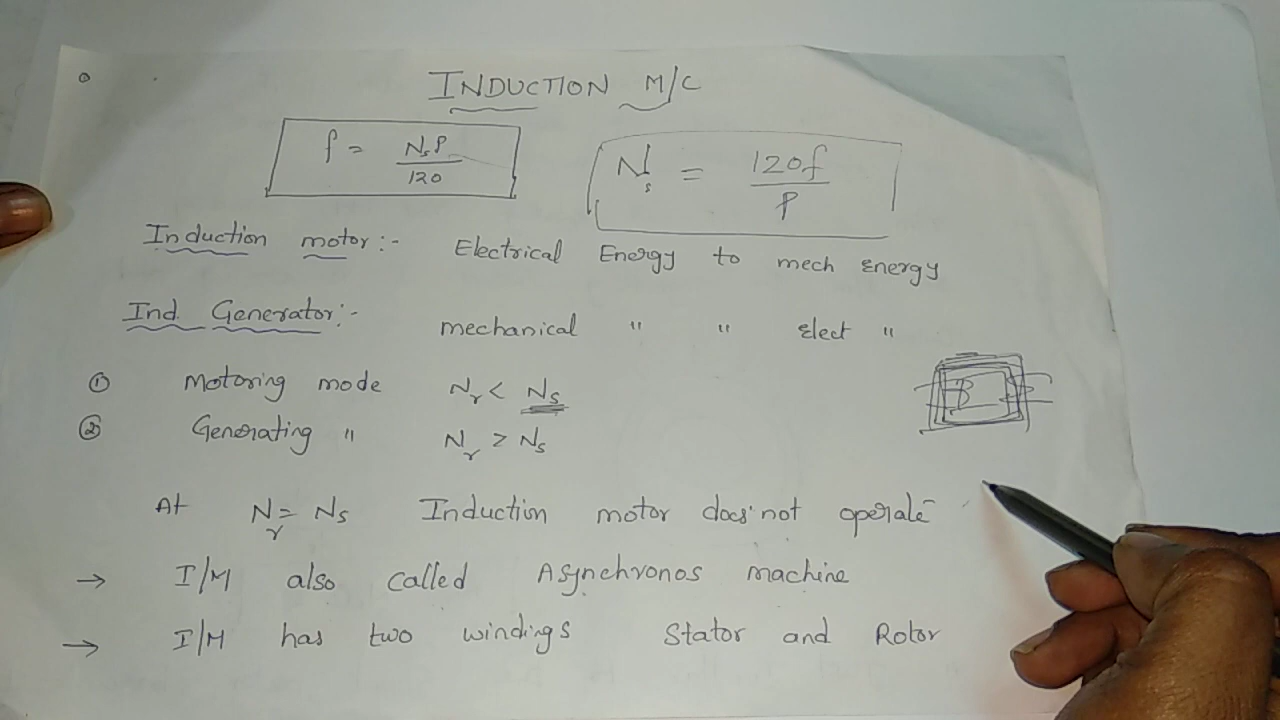 INDUCTION M/C
f = NsP / 120
Ns = 120f / P
Induction motor:- Electrical Energy to mech energy
Ind. Generator:- mechanical " " elect "
① Motoring mode Nr < Ns
② Generating " Nr > Ns
At Nr = Ns Induction motor does'not operate
→ I/M also called Asynchronos machine
→ I/M has two windings Stator and Rotor